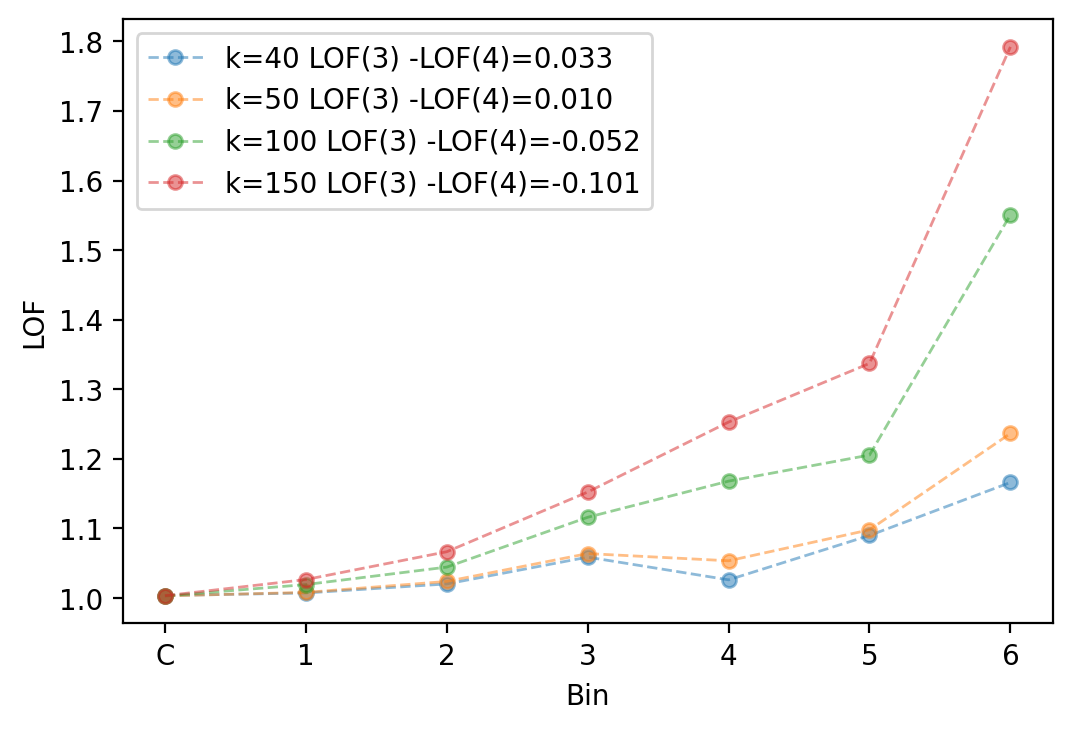 k=40 LOF(3) -LOF(4)=0.033
k=50 LOF(3) -LOF(4)=0.010
k=100 LOF(3) -LOF(4)=-0.052
k=150 LOF(3) -LOF(4)=-0.101
LOF
1.8
1.7
1.6
1.5
1.4
1.3
1.2
1.1
1.0
C 1 2 3 4 5 6
Bin